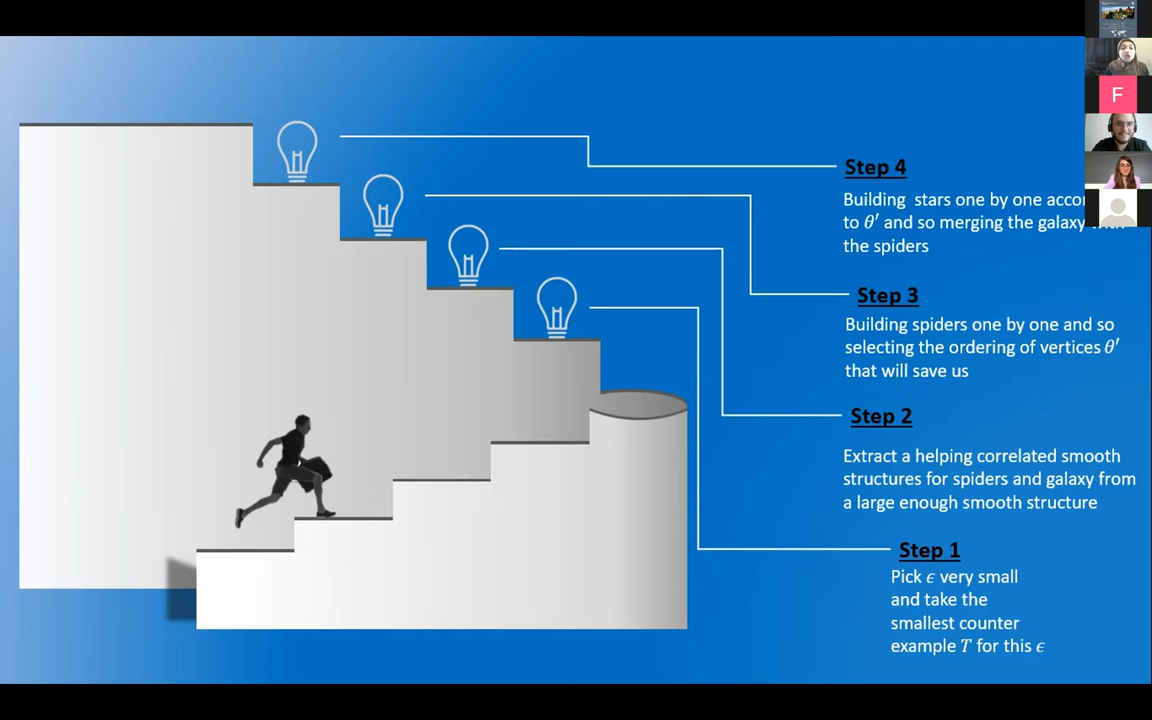 F
Step 4
Building stars one by one
to θ′ and so merging the galaxy
the spiders
Step 3
Building spiders one by one and so
selecting the ordering of vertices θ′
that will save us
Step 2
Extract a helping correlated smooth
structures for spiders and galaxy from
a large enough smooth structure
Step 1
Pick ϵ very small
and take the
smallest counter
example T for this ϵ